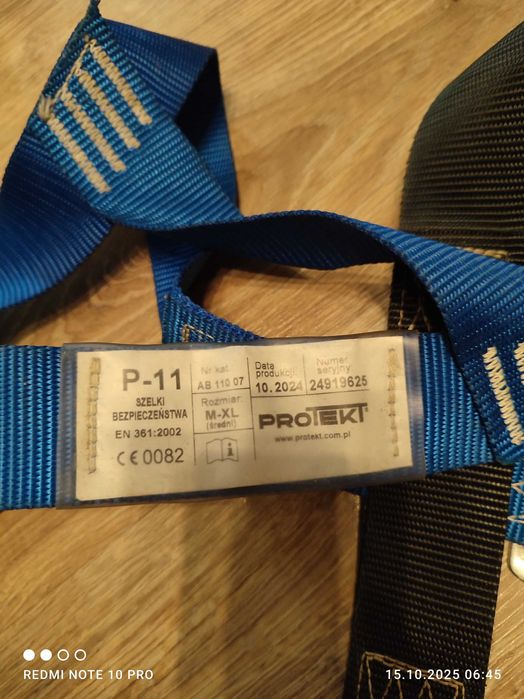 P-11
SZELKI
BEZPIECZEŃSTWA
EN 361:2002
CE 0082
Nr kat.
AB 110 07
Rozmiar:
M-XL
(średni)
Data
produkcji:
10.2024
Numer
seryjny
24919625
PROTEKT
www.protekt.com.pl
REDMI NOTE 10 PRO
15.10.2025 06:45